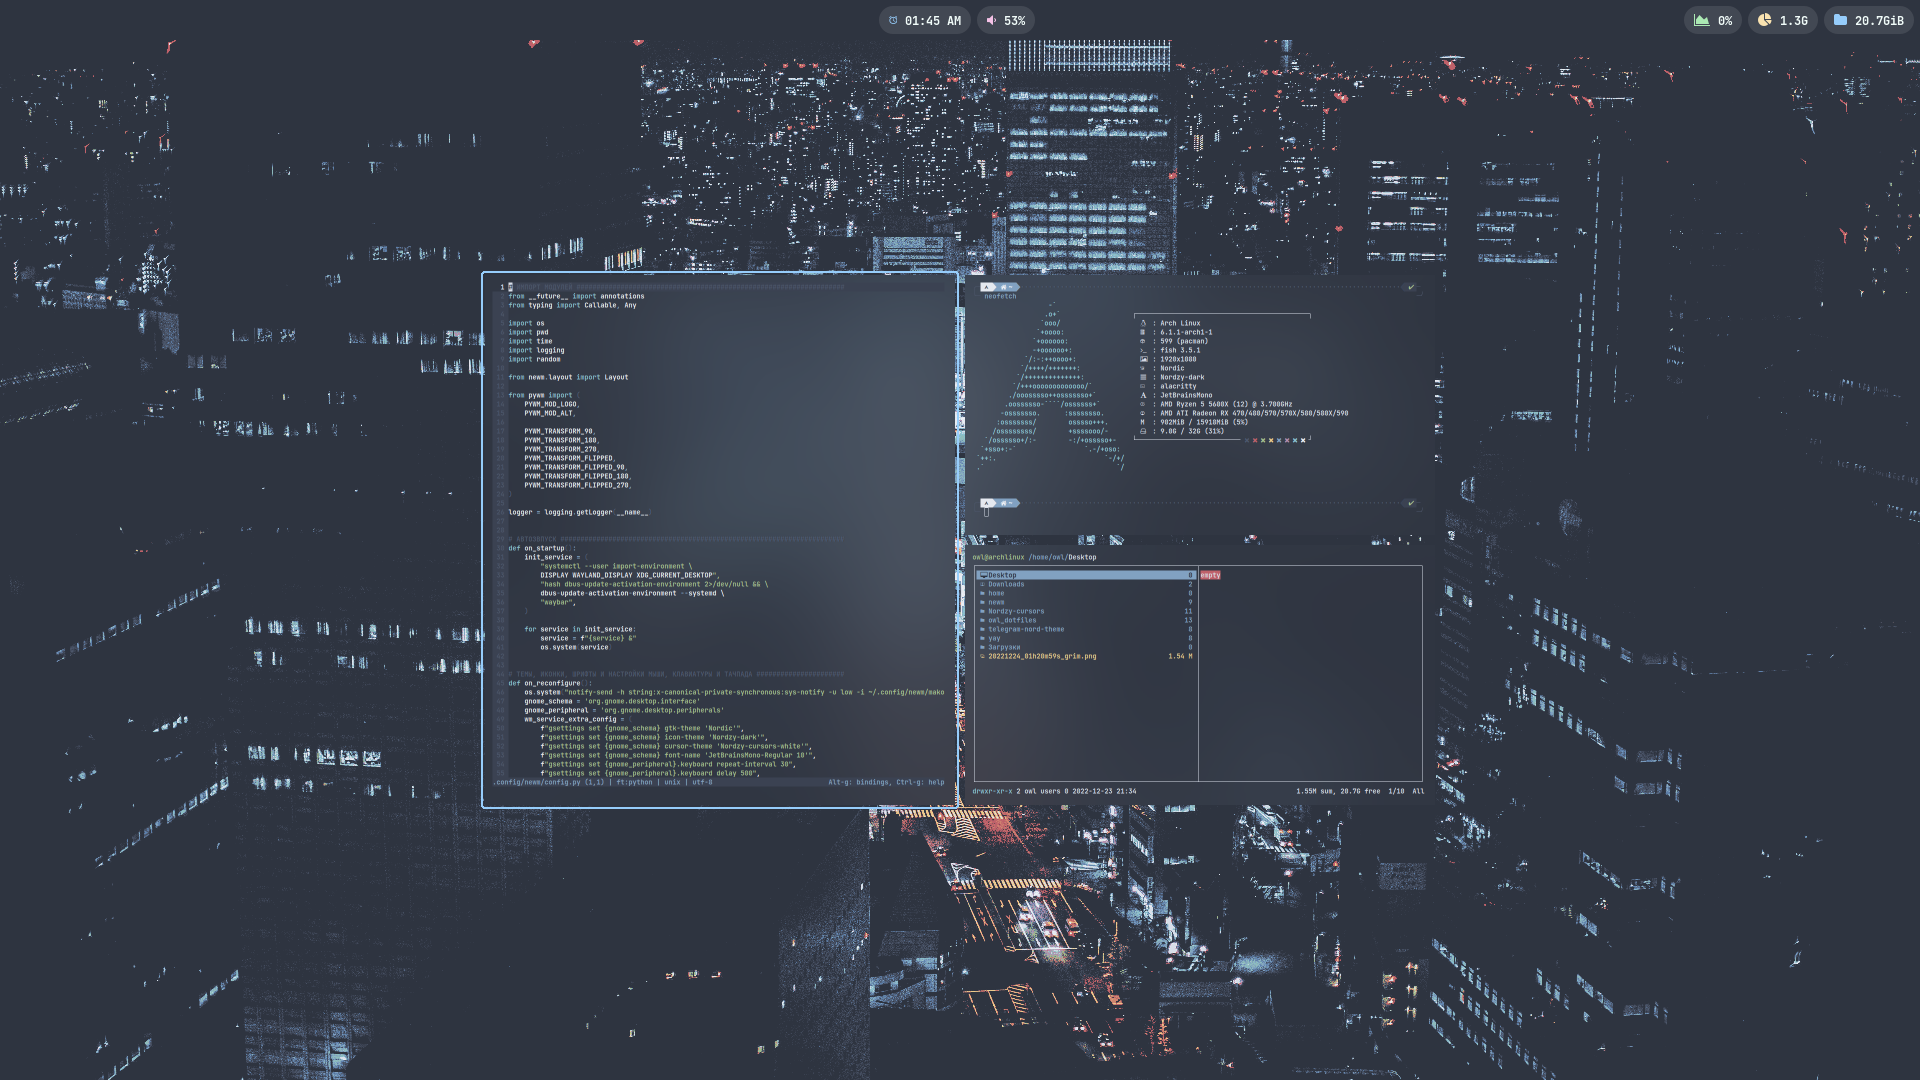 01:45 AM
53%
0%
1.3G
20.7GiB
1
from __future__ import annotations
from typing import Callable, Any
import os
import pwd
import time
import logging
import random
from newm.layout import Layout
from pywm import (
PYWM_MOD_LOGO,
PYWM_MOD_ALT,
PYWM_TRANSFORM_90,
PYWM_TRANSFORM_180,
PYWM_TRANSFORM_270,
PYWM_TRANSFORM_FLIPPED,
PYWM_TRANSFORM_FLIPPED_90,
PYWM_TRANSFORM_FLIPPED_180,
PYWM_TRANSFORM_FLIPPED_270,
)
logger = logging.getLogger(__name__)
def on_startup():
init_service = (
"systemctl --user import-environment \
DISPLAY WAYLAND_DISPLAY XDG_CURRENT_DESKTOP",
"hash dbus-update-activation-environment 2>/dev/null && \
dbus-update-activation-environment --systemd \
"waybar",
)
for service in init_service:
service = f"{service} &"
os.system(service)
def on_reconfigure():
os.system("notify-send -h string:x-canonical-private-synchronous:sys-notify -u low -i ~/.config/newm/mako
gnome_schema = 'org.gnome.desktop.interface'
gnome_peripheral = 'org.gnome.desktop.peripherals'
wm_service_extra_config = (
f"gsettings set {gnome_schema} gtk-theme 'Nordic'",
f"gsettings set {gnome_schema} icon-theme 'Nordzy-dark'",
f"gsettings set {gnome_schema} cursor-theme 'Nordzy-cursors-white'",
f"gsettings set {gnome_schema} font-name 'JetBrainsMono-Regular 10'",
f"gsettings set {gnome_peripheral}.keyboard repeat-interval 30",
f"gsettings set {gnome_peripheral}.keyboard delay 500",
.config/newm/config.py (1,1) | ft:python | unix | utf-8 Alt-g: bindings, Ctrl-g: help
neofetch
: Arch Linux
: 6.1.1-arch1-1
: 599 (pacman)
: fish 3.5.1
: 1920x1080
: Nordic
: Nordzy-dark
: alacritty
: JetBrainsMono
: AMD Ryzen 5 5600X (12) @ 3.700GHz
: AMD ATI Radeon RX 470/480/570/570X/580/580X/590
: 902MiB / 15910MiB (5%)
: 9.0G / 32G (31%)
owl@archlinux /home/owl/Desktop
Desktop 0 empty
Downloads 2
home 0
newm 9
Nordzy-cursors 11
owl_dotfiles 13
telegram-nord-theme 8
yay 8
Загрузки 0
20221224_01h20m59s_grim.png 1.54 M
drwxr-xr-x 2 owl users 0 2022-12-23 21:34 1.55M sum, 20.7G free 1/10 All